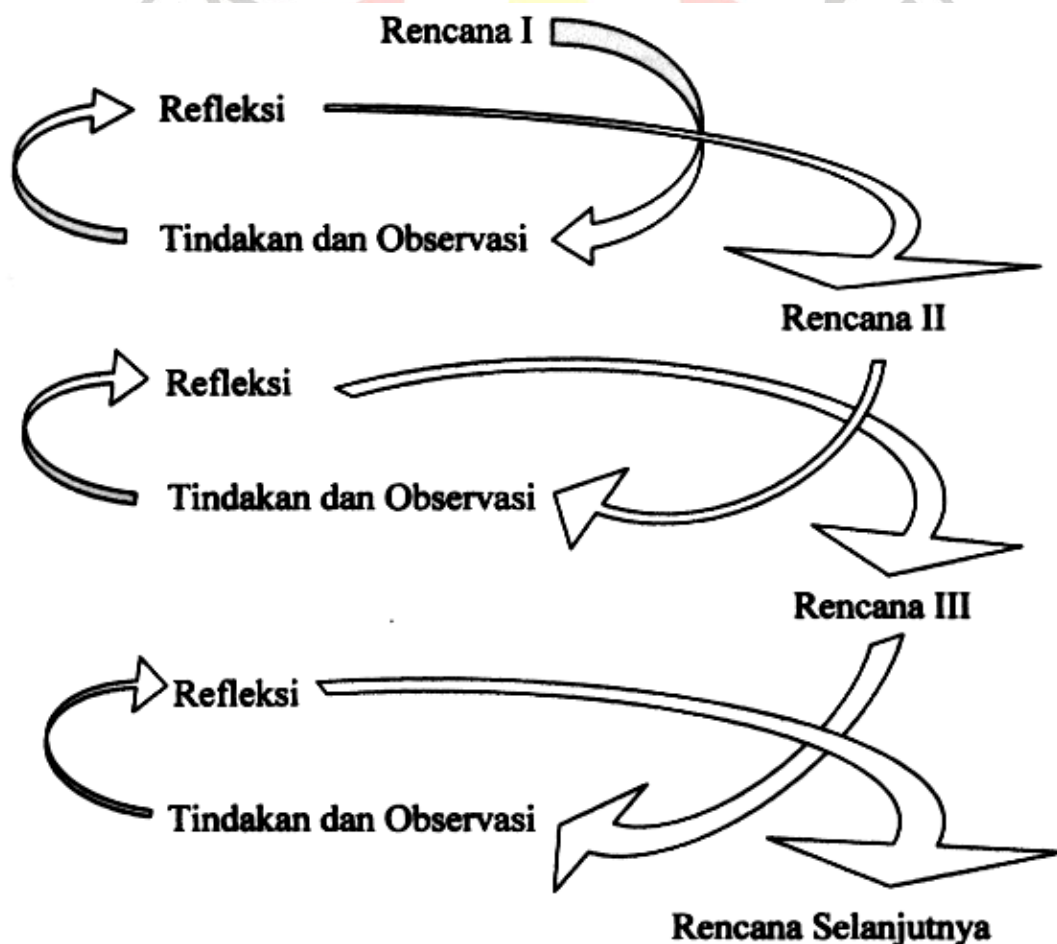 Rencana I
Refleksi
Tindakan dan Observasi
Rencana II
Refleksi
Tindakan dan Observasi
Rencana III
Refleksi
Tindakan dan Observasi
Rencana Selanjutnya